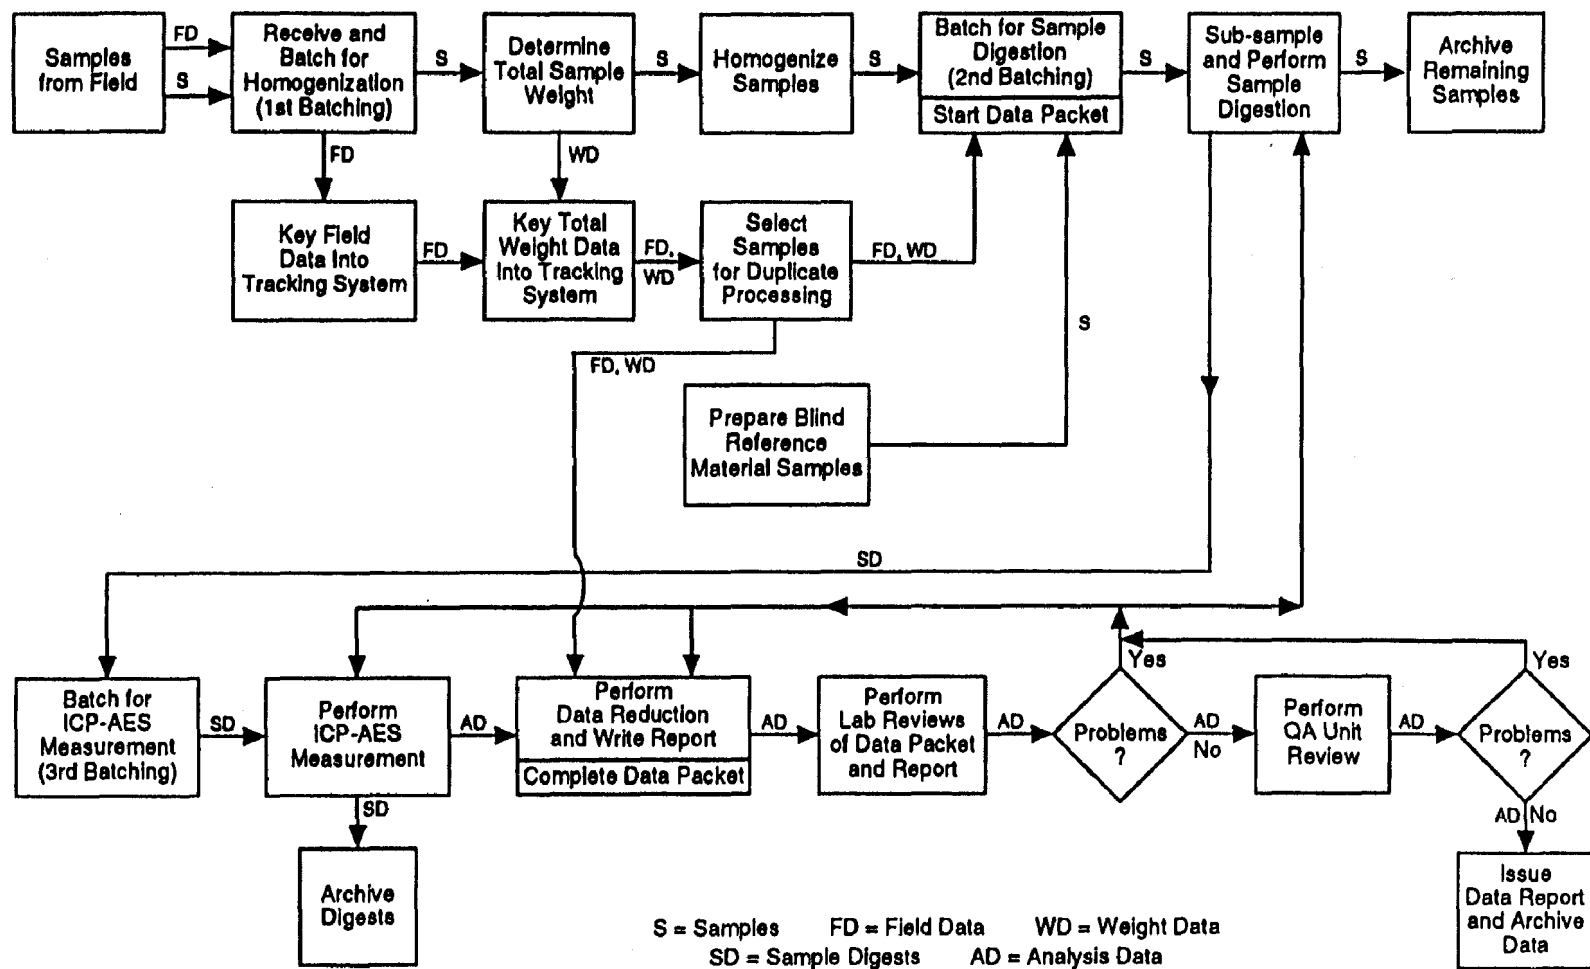 Samples
from Field
FD
S
Receive and
Batch for
Homogenization
(1st Batching)
S
Determine
Total Sample
Weight
S
Homogenize
Samples
S
Batch for Sample
Digestion
(2nd Batching)
Start Data Packet
S
Sub-sample
and Perform
Sample
Digestion
S
Archive
Remaining
Samples
FD
WD
Key Field
Data Into
Tracking System
FD
Key Total
Weight Data
Into Tracking
System
FD,
WD
Select
Samples
for Duplicate
Processing
FD, WD
S
FD, WD
Prepare Blind
Reference
Material Samples
SD
Batch for
ICP-AES
Measurement
(3rd Batching)
SD
Perform
ICP-AES
Measurement
AD
Perform
Data Reduction
and Write Report
Complete Data Packet
AD
Perform
Lab Reviews
of Data Packet
and Report
AD
Yes
Problems
?
AD
No
Perform
QA Unit
Review
AD
Yes
Problems
?
SD
Archive
Digests
AD No
Issue
Data Report
and Archive
Data
S = Samples FD = Field Data WD = Weight Data
SD = Sample Digests AD = Analysis Data